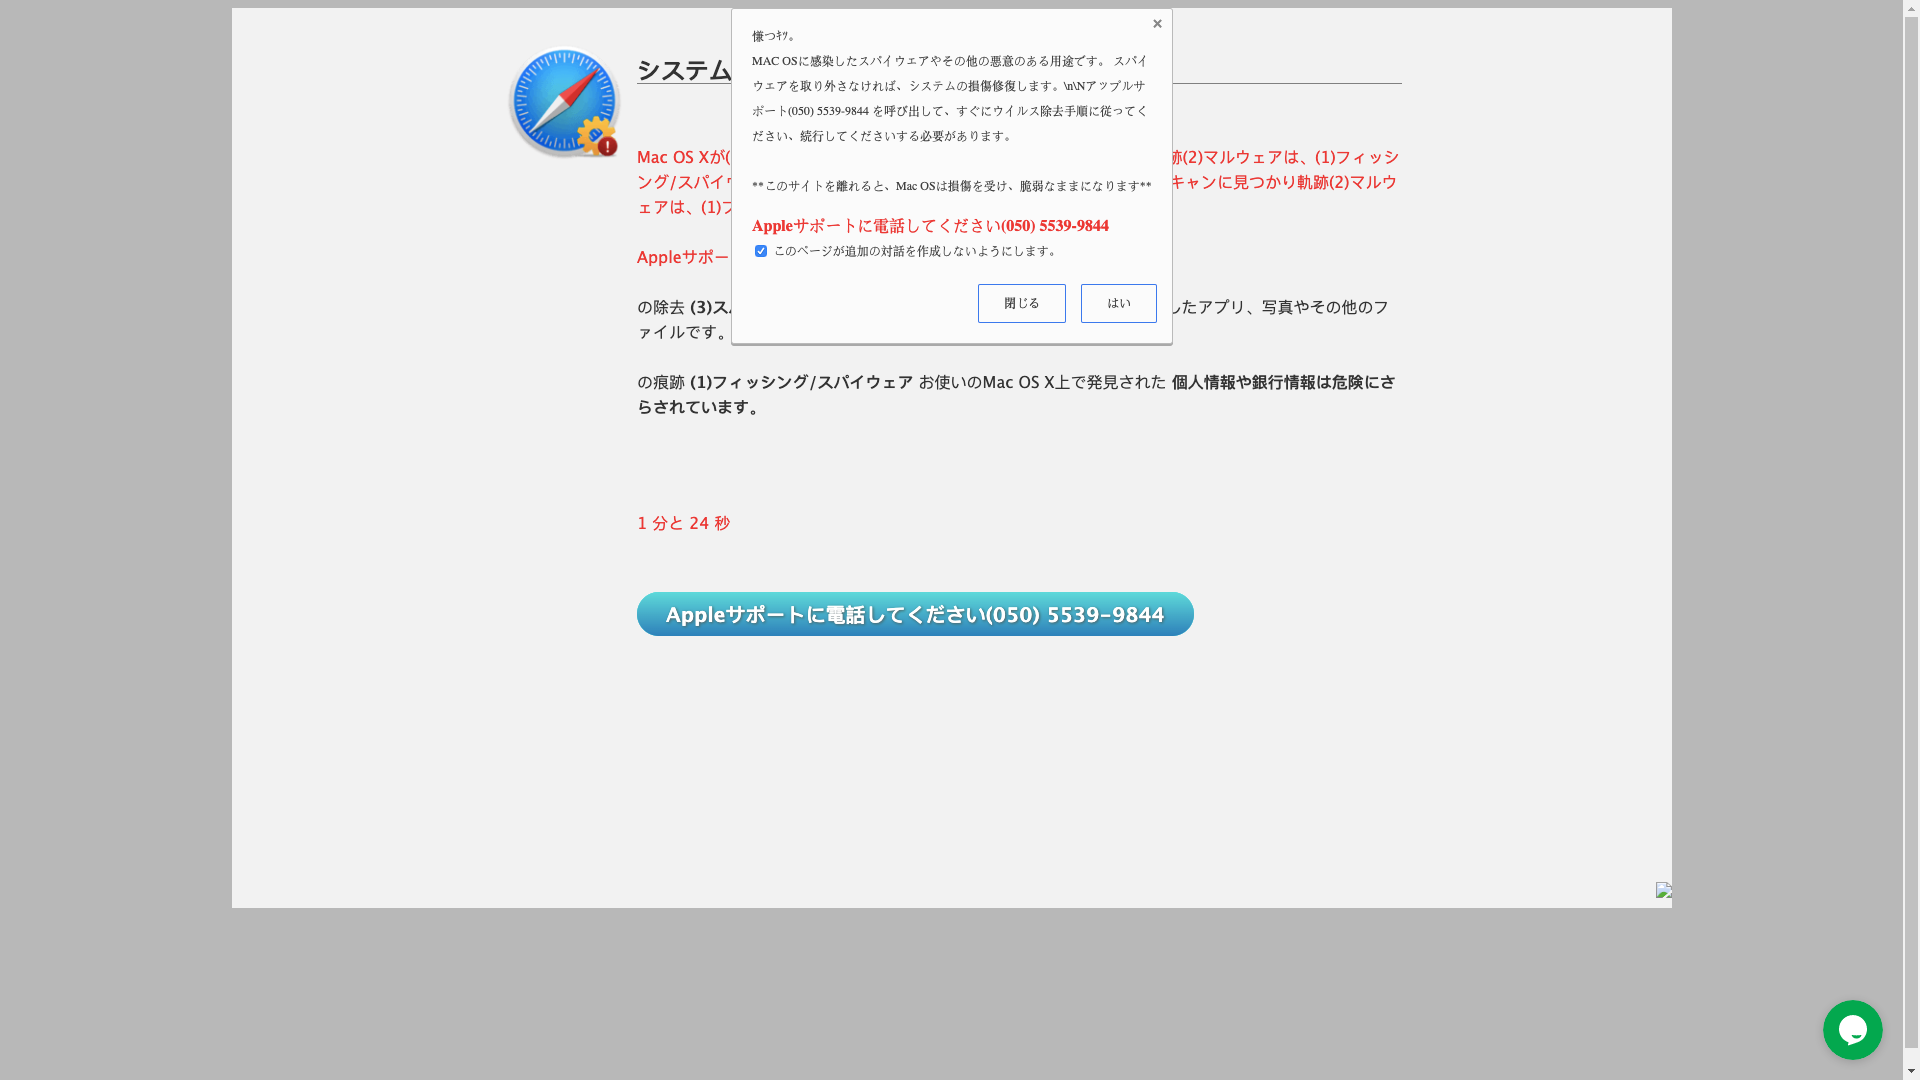 慊つｷﾂ。
MAC OSに感染したスパイウエアやその他の悪意のある用途です。 スパイ
ウエアを取り外さなければ、システムの損傷修復します。\n\Nアップルサ
ポート(050) 5539-9844 を呼び出して、すぐにウイルス除去手順に従ってく
ださい、続行してくださいする必要があります。
**このサイトを離れると、Mac OSは損傷を受け、脆弱なままになります**
Appleサポートに電話してください(050) 5539-9844
このページが追加の対話を作成しないようにします。
閉じる
はい
システム
Mac OS Xが(
跡(2)マルウェアは、(1)フィッシ
ング/スパイウ
キャンに見つかり軌跡(2)マルウ
ェアは、(1)フ
Appleサポー
の除去 (3)スパ
したアプリ、写真やその他のフ
ァイルです。
の痕跡 (1)フィッシング/スパイウェア お使いのMac OS X上で発見された 個人情報や銀行情報は危険にさ
らされています。
1 分と 24 秒
Appleサポートに電話してください(050) 5539-9844